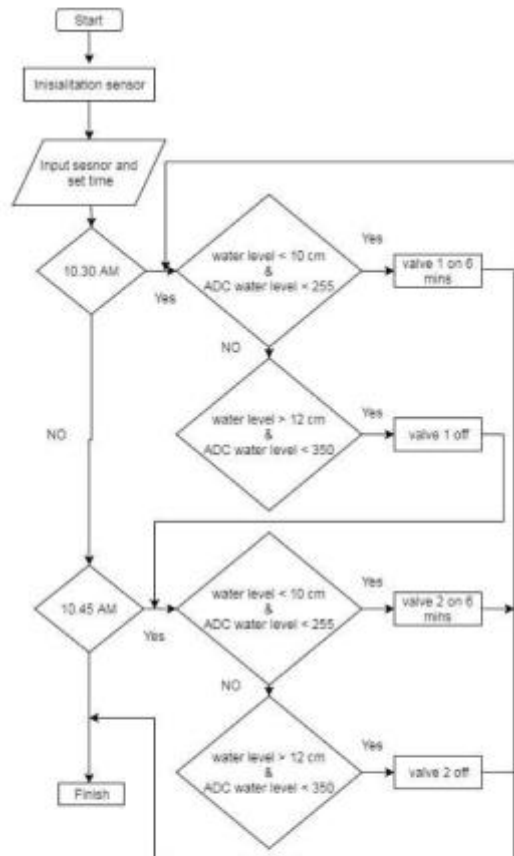 Start
Inisialitation sensor
Input sesnor and
set time
10.30 AM
Yes
water level < 10 cm
&
ADC water level < 255
Yes
valve 1 on 6
mins
NO
NO
water level > 12 cm
&
ADC water level < 350
Yes
valve 1 off
10.45 AM
Yes
water level < 10 cm
&
ADC water level < 255
Yes
valve 2 on 6
mins
NO
water level > 12 cm
&
ADC water level < 350
Yes
valve 2 off
Finish